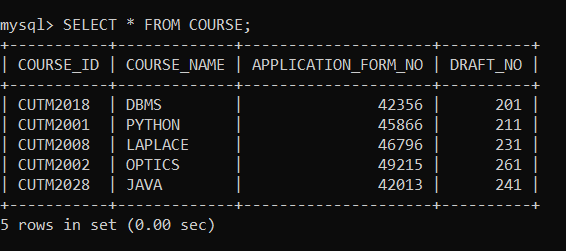 mysql> SELECT * FROM COURSE;
+-----------+-------------+---------------------+----------+
| COURSE_ID | COURSE_NAME | APPLICATION_FORM_NO | DRAFT_NO |
+-----------+-------------+---------------------+----------+
| CUTM2018  | DBMS        |               42356 |      201 |
| CUTM2001  | PYTHON      |               45866 |      211 |
| CUTM2008  | LAPLACE     |               46796 |      231 |
| CUTM2002  | OPTICS      |               49215 |      261 |
| CUTM2028  | JAVA        |               42013 |      241 |
+-----------+-------------+---------------------+----------+
5 rows in set (0.00 sec)